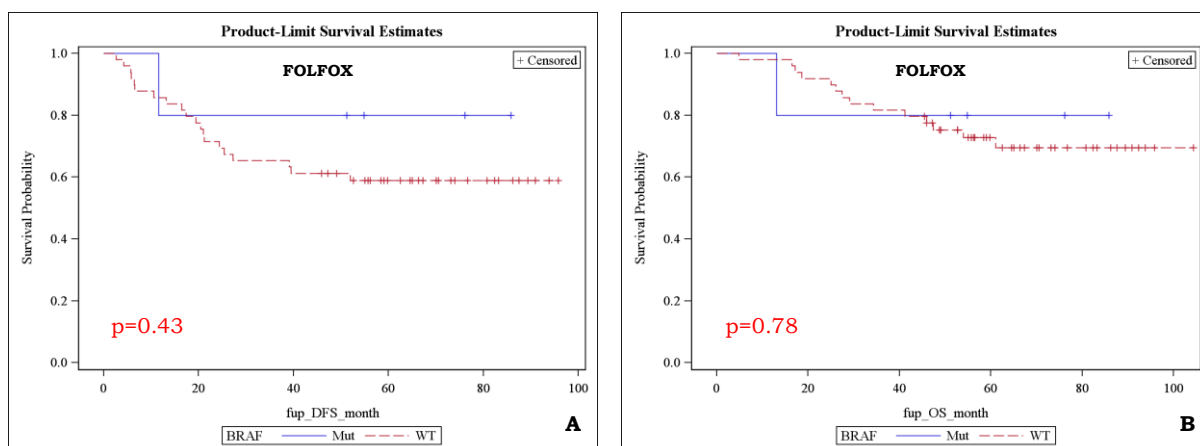 Product-Limit Survival Estimates
+ Censored
FOLFOX
1.0
0.8
0.6
0.4
0.2
0.0
Survival Probability
p=0.43
0 20 40 60 80 100
fup_DFS_month
BRAF Mut WT
A
Product-Limit Survival Estimates
+ Censored
FOLFOX
1.0
0.8
0.6
0.4
0.2
0.0
Survival Probability
p=0.78
0 20 40 60 80 100
fup_OS_month
BRAF Mut WT
B